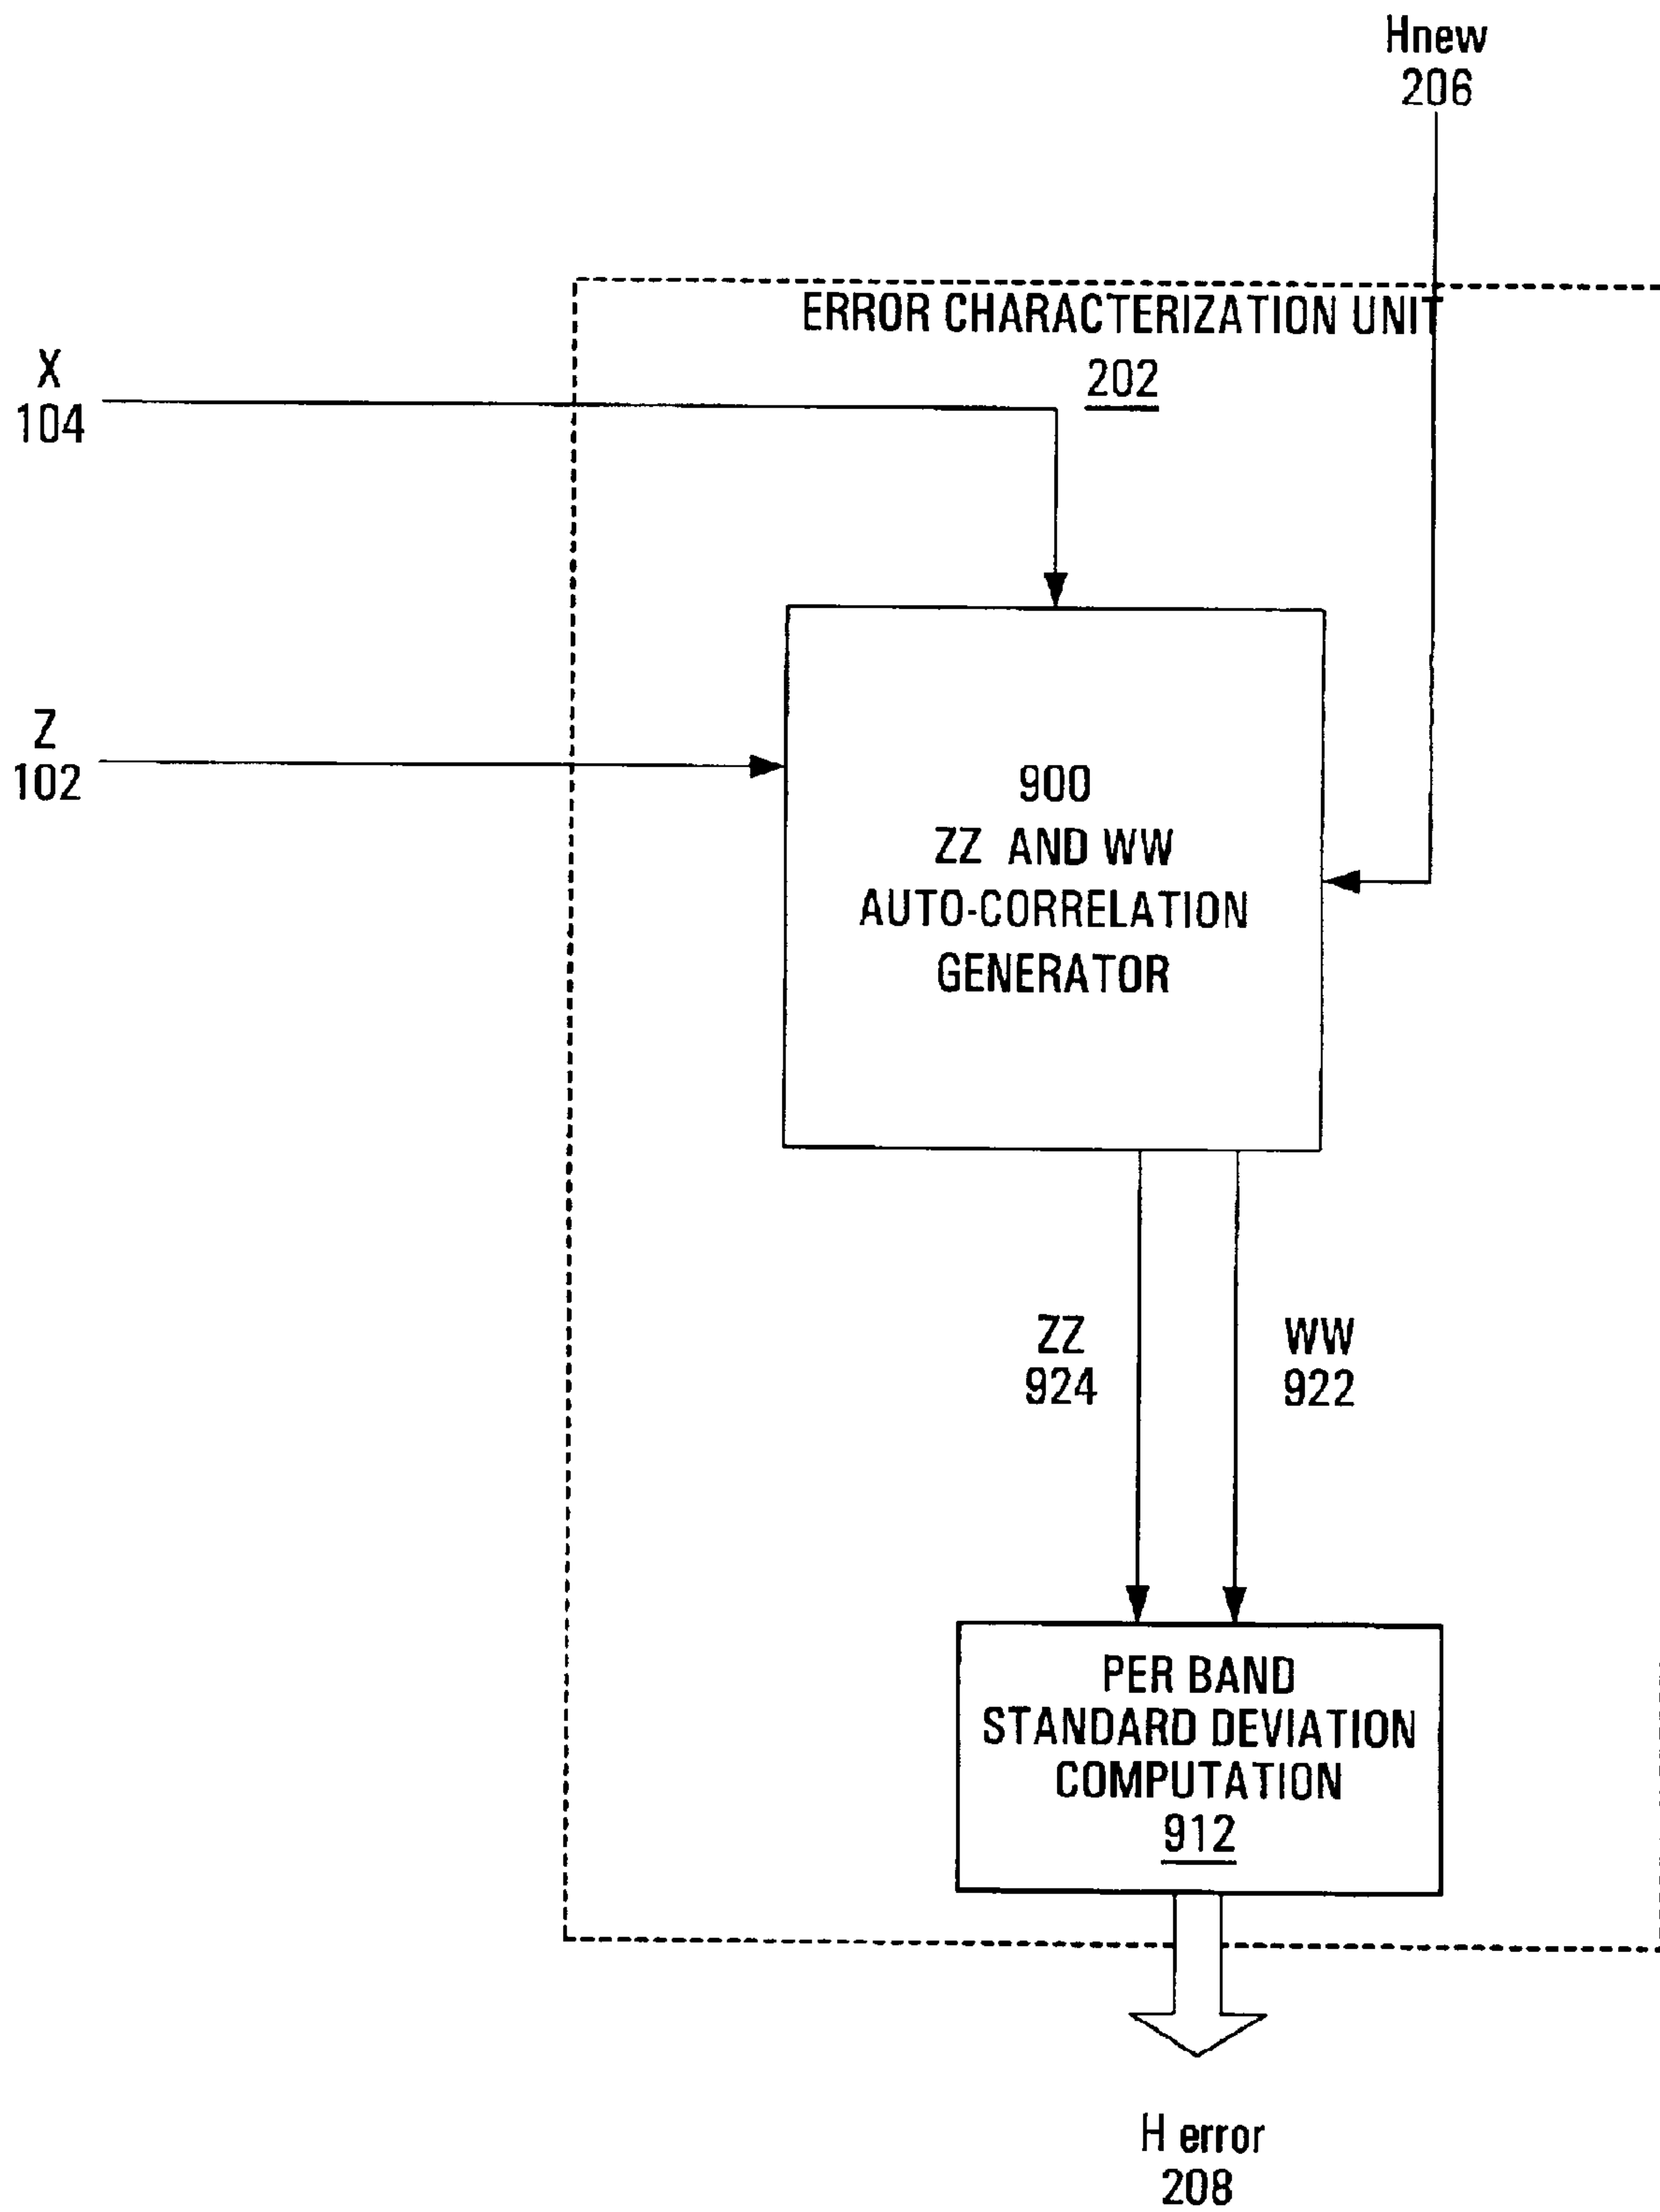 Hnew
206
ERROR CHARACTERIZATION UNIT
202
X
104
Z
102
900
ZZ AND WW
AUTO-CORRELATION
GENERATOR
ZZ
924
WW
922
PER BAND
STANDARD DEVIATION
COMPUTATION
912
H error
208